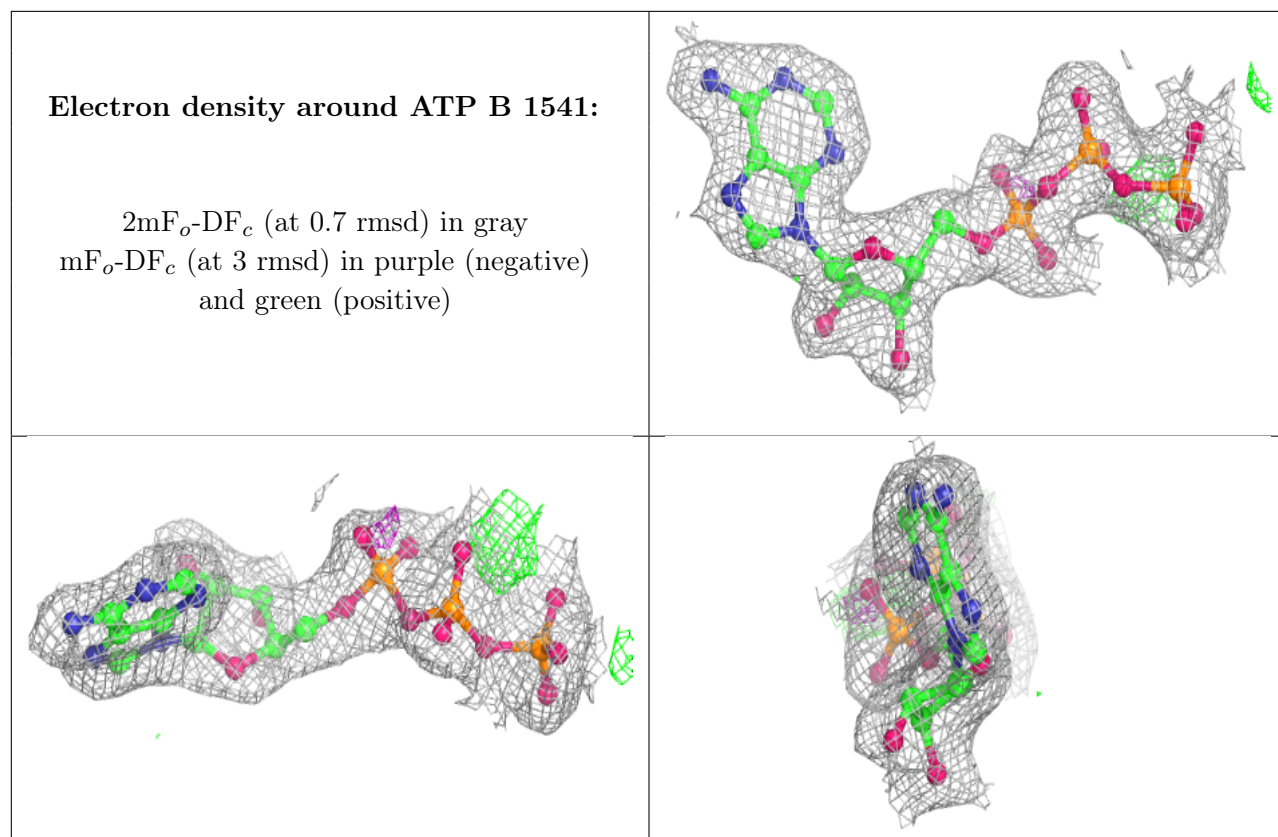 Electron density around ATP B 1541:
2mFₒ-DF𝒸 (at 0.7 rmsd) in gray
mFₒ-DF𝒸 (at 3 rmsd) in purple (negative)
and green (positive)